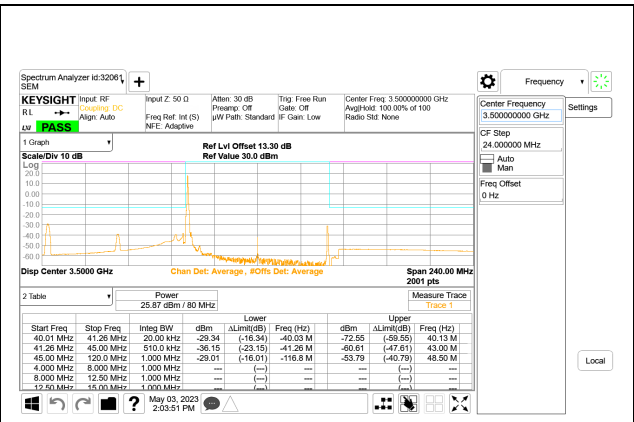 Spectrum Analyzer id:32061
SEM
Frequency
KEYSIGHT
Input: RF
Coupling: DC
Align: Auto
Input Z: 50 Ω
Freq Ref: Int (S)
NFE: Adaptive
Atten: 30 dB
Preamp: Off
µW Path: Standard
Trig: Free Run
Gate: Off
IF Gain: Low
Center Freq: 3.500000000 GHz
Avg|Hold: 100.00% of 100
Radio Std: None
R L
LXI
PASS
Center Frequency
3.500000000 GHz
Settings
CF Step
24.000000 MHz
Auto
Man
Freq Offset
0 Hz
1 Graph
Scale/Div 10 dB
Ref Lvl Offset 13.30 dB
Ref Value 30.0 dBm
Log
20.0
10.0
0.00
-10.0
-20.0
-30.0
-40.0
-50.0
-60.0
Disp Center 3.5000 GHz
Chan Det: Average , #Offs Det: Average
Span 240.00 MHz
2001 pts
2 Table
Power
25.87 dBm / 80 MHz
Measure Trace
Trace 1
Lower Upper
Start Freq Stop Freq Integ BW dBm ΔLimit(dB) Freq (Hz) dBm ΔLimit(dB) Freq (Hz)
40.01 MHz 41.26 MHz 20.00 kHz -29.34 (-16.34) -40.03 M -72.55 (-59.55) 40.13 M
41.26 MHz 45.00 MHz 510.0 kHz -36.15 (-23.15) -41.26 M -60.61 (-47.61) 43.00 M
45.00 MHz 120.0 MHz 1.000 MHz -29.01 (-16.01) -116.8 M -53.79 (-40.79) 48.50 M
4.000 MHz 8.000 MHz 1.000 MHz --- (---) --- (---)
8.000 MHz 12.50 MHz 1.000 MHz --- (---) --- (---)
12.50 MHz 15.00 MHz 1.000 MHz --- (---) --- (---)
Local
?
May 03, 2023
2:03:51 PM